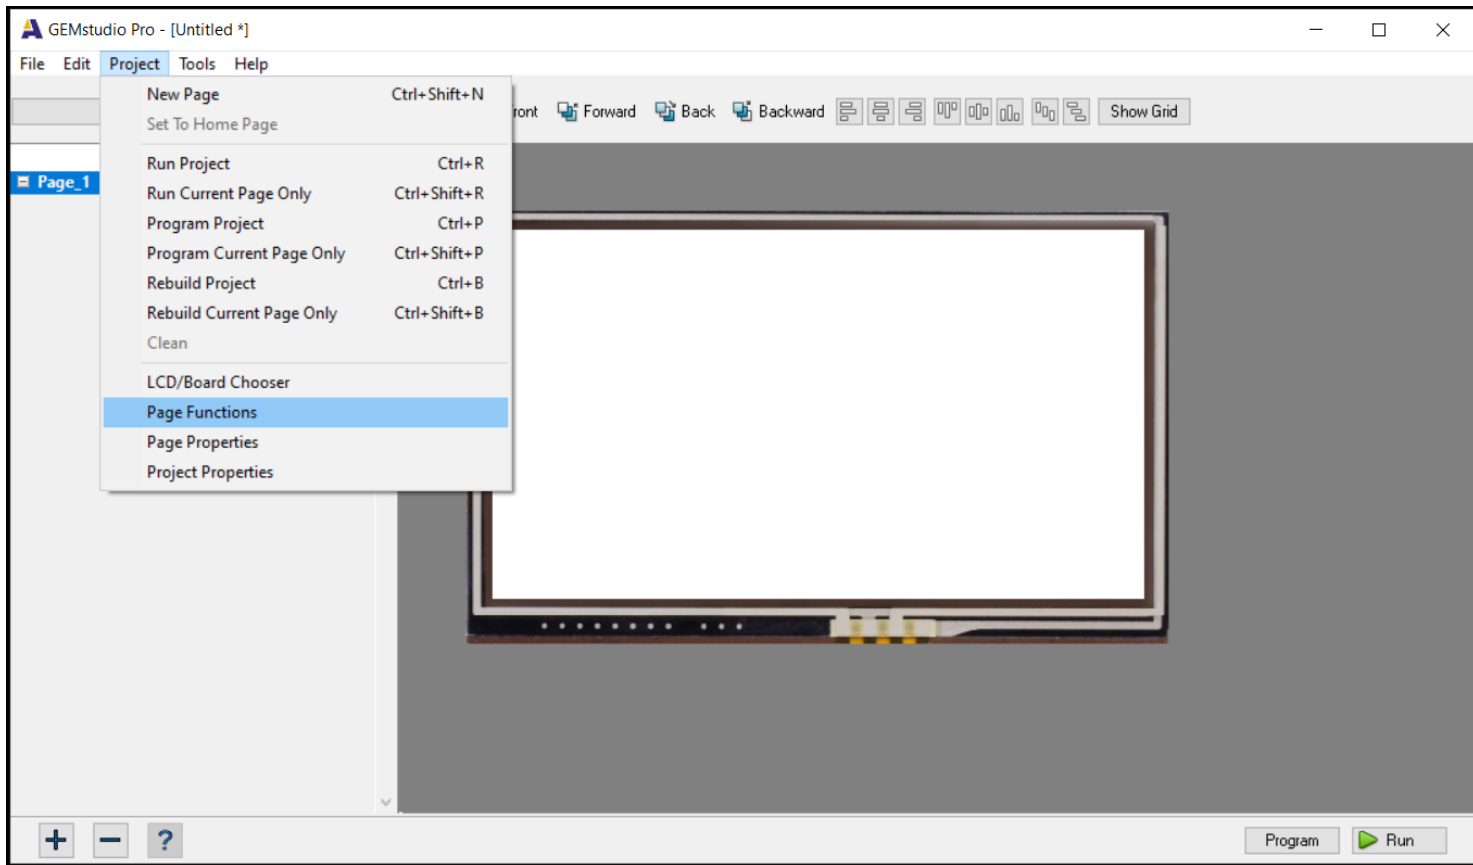 GEMstudio Pro - [Untitled *]
File Edit Project Tools Help
New Page Ctrl+Shift+N
Set To Home Page
Run Project Ctrl+R
Run Current Page Only Ctrl+Shift+R
Program Project Ctrl+P
Program Current Page Only Ctrl+Shift+P
Rebuild Project Ctrl+B
Rebuild Current Page Only Ctrl+Shift+B
Clean
LCD/Board Chooser
Page Functions
Page Properties
Project Properties
ront Forward Back Backward Show Grid
Page_1
? Program Run